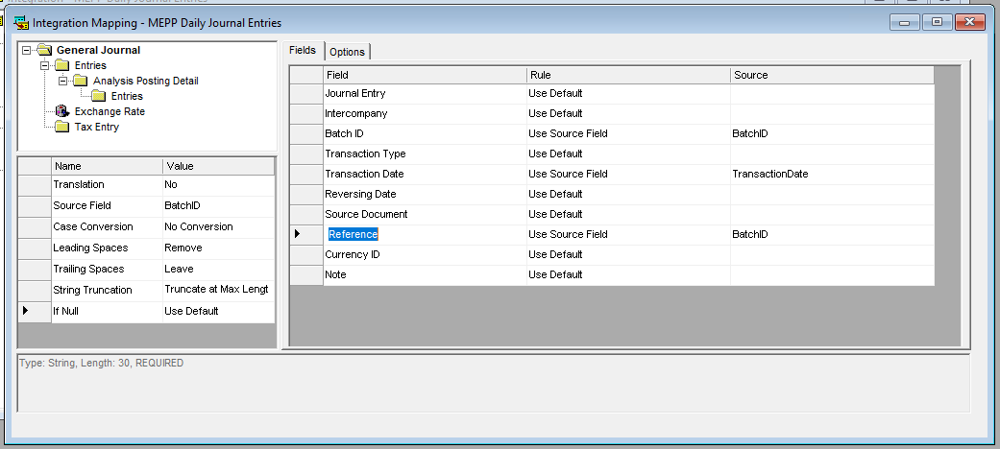 Integration - MEPP Daily Journal Entries
Integration Mapping - MEPP Daily Journal Entries
General Journal
Entries
Analysis Posting Detail
Entries
Exchange Rate
Tax Entry
Name Value
Translation No
Source Field BatchID
Case Conversion No Conversion
Leading Spaces Remove
Trailing Spaces Leave
String Truncation Truncate at Max Lengt
If Null Use Default
Fields Options
Field Rule Source
Journal Entry Use Default
Intercompany Use Default
Batch ID Use Source Field BatchID
Transaction Type Use Default
Transaction Date Use Source Field TransactionDate
Reversing Date Use Default
Source Document Use Default
Reference Use Source Field BatchID
Currency ID Use Default
Note Use Default
Type: String, Length: 30, REQUIRED